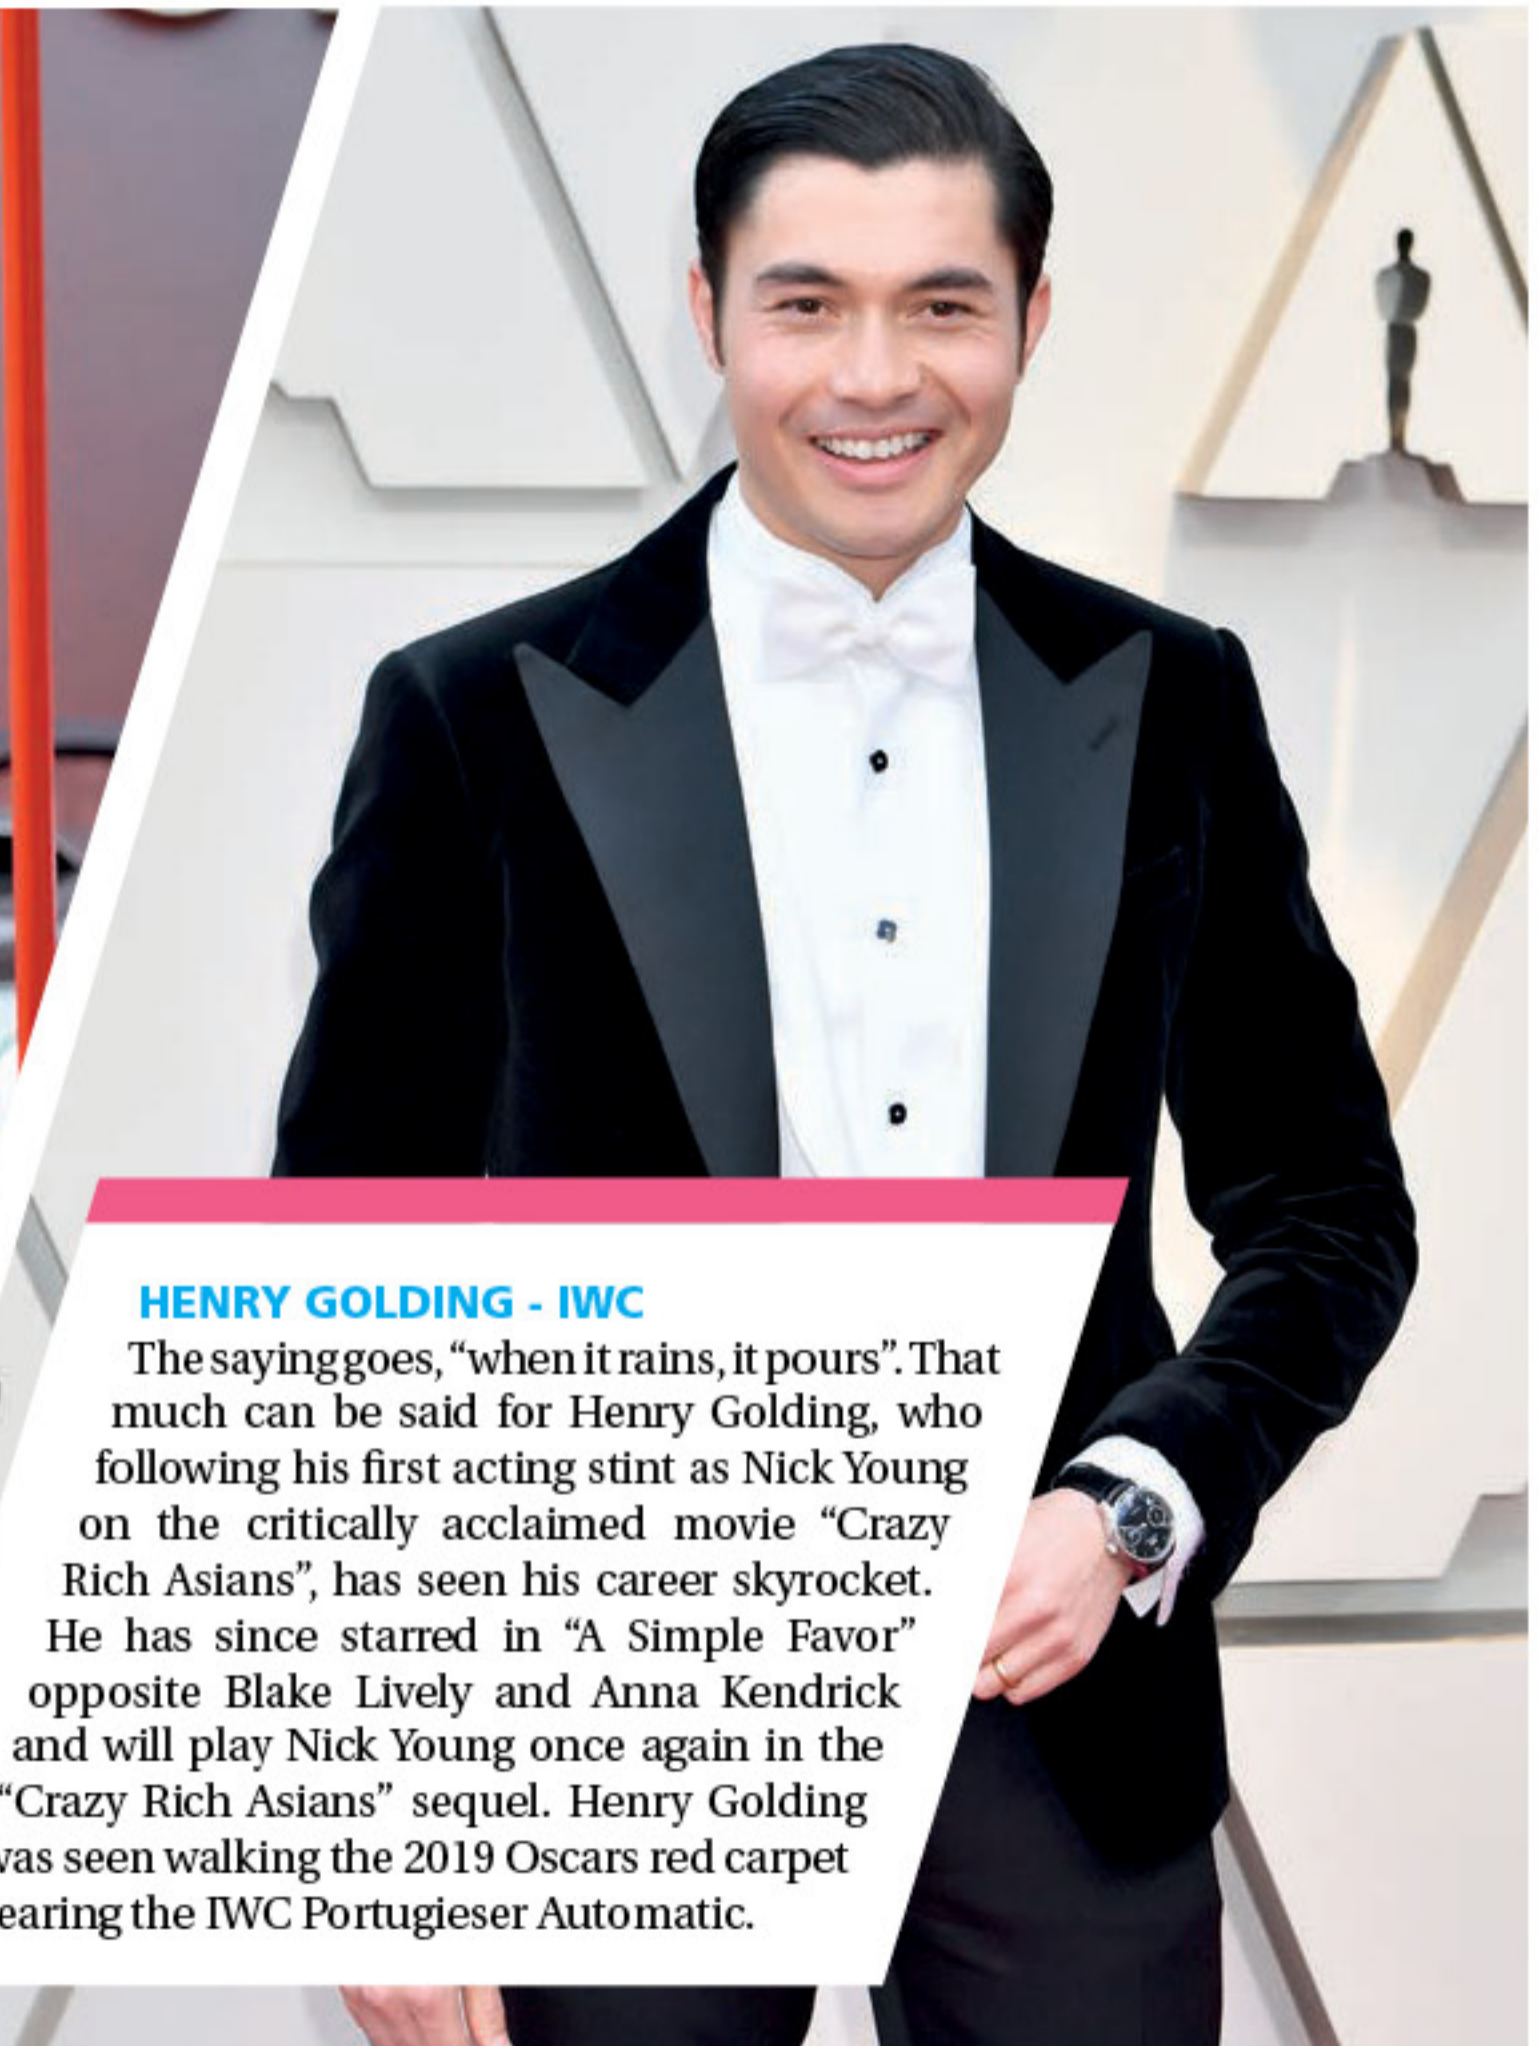 HENRY GOLDING - IWC
The saying goes, “when it rains, it pours”. That
much can be said for Henry Golding, who
following his first acting stint as Nick Young
on the critically acclaimed movie “Crazy
Rich Asians”, has seen his career skyrocket.
He has since starred in “A Simple Favor”
opposite Blake Lively and Anna Kendrick
and will play Nick Young once again in the
“Crazy Rich Asians” sequel. Henry Golding
was seen walking the 2019 Oscars red carpet
earing the IWC Portugieser Automatic.